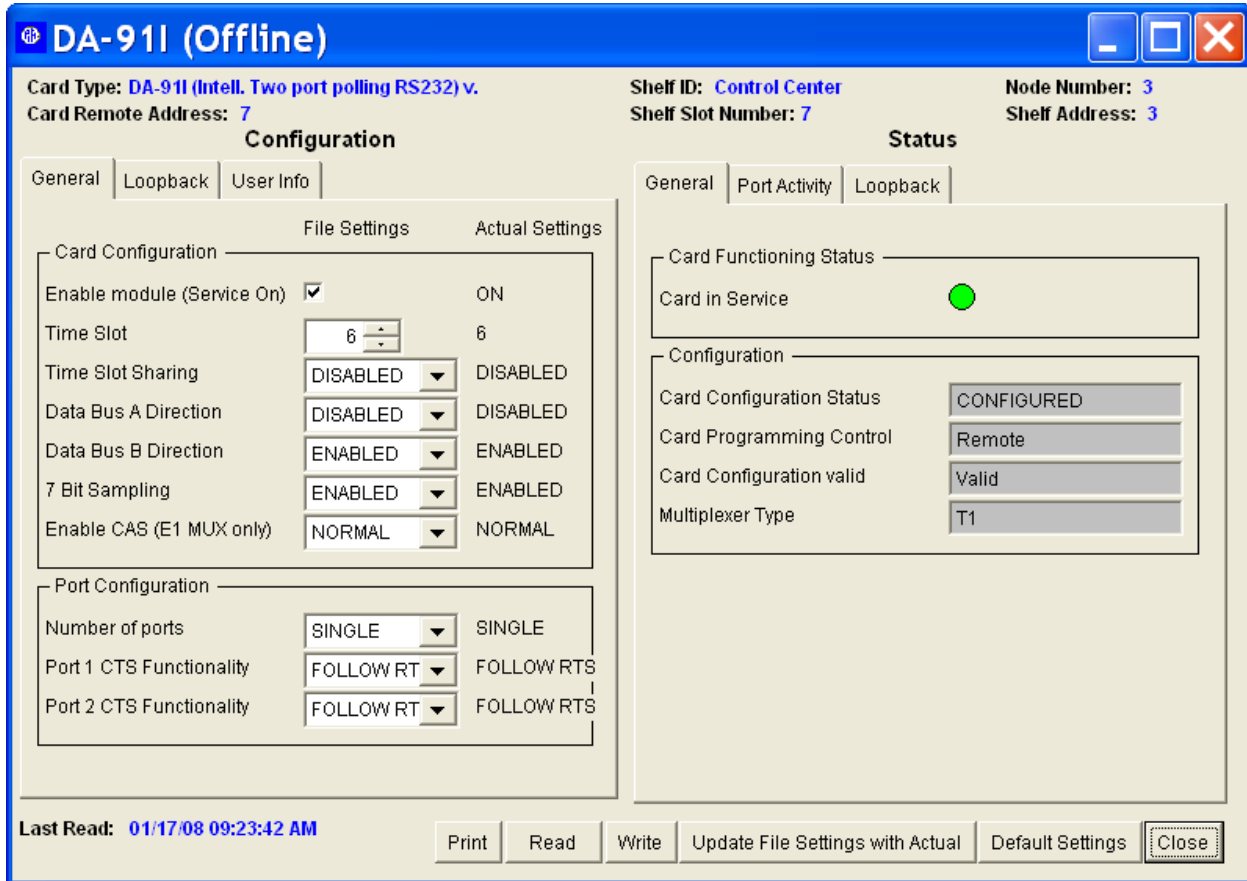 DA-91I (Offline)
Card Type: DA-91I (Intell. Two port polling RS232) v.
Shelf ID: Control Center
Node Number: 3
Card Remote Address: 7
Shelf Slot Number: 7
Shelf Address: 3
Configuration
Status
General
Loopback
User Info
General
Port Activity
Loopback
File Settings
Actual Settings
Card Configuration
Enable module (Service On)
ON
Time Slot
6
6
Time Slot Sharing
DISABLED
DISABLED
Data Bus A Direction
DISABLED
DISABLED
Data Bus B Direction
ENABLED
ENABLED
7 Bit Sampling
ENABLED
ENABLED
Enable CAS (E1 MUX only)
NORMAL
NORMAL
Port Configuration
Number of ports
SINGLE
SINGLE
Port 1 CTS Functionality
FOLLOW RT
FOLLOW RTS
Port 2 CTS Functionality
FOLLOW RT
FOLLOW RTS
Card Functioning Status
Card in Service
Configuration
Card Configuration Status
CONFIGURED
Card Programming Control
Remote
Card Configuration valid
Valid
Multiplexer Type
T1
Last Read: 01/17/08 09:23:42 AM
Print
Read
Write
Update File Settings with Actual
Default Settings
Close